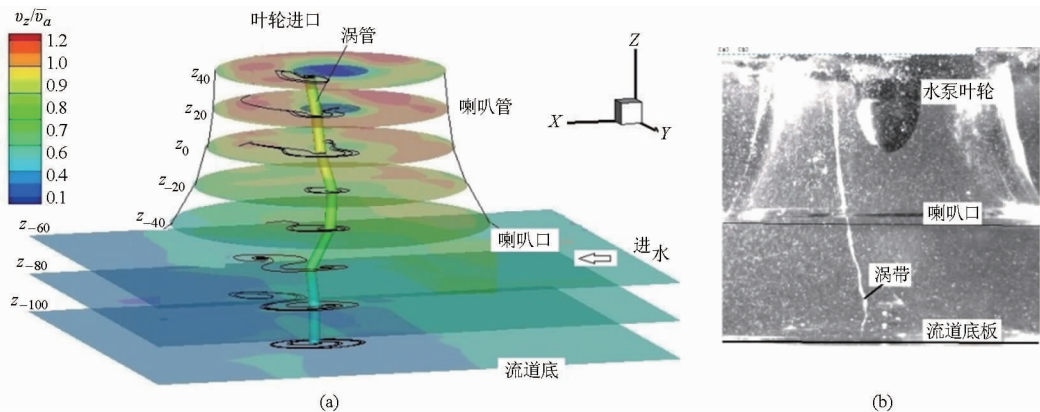 v_z/v̄_a
1.2
1.0
0.9
0.8
0.7
0.6
0.4
0.1
叶轮进口
涡管
z_40
z_20
z_0
z_-20
z_-40
z_-60
z_-80
z_-100
喇叭管
喇叭口
进水
流道底
Z
X
Y
(a)
水泵叶轮
喇叭口
涡带
流道底板
(b)